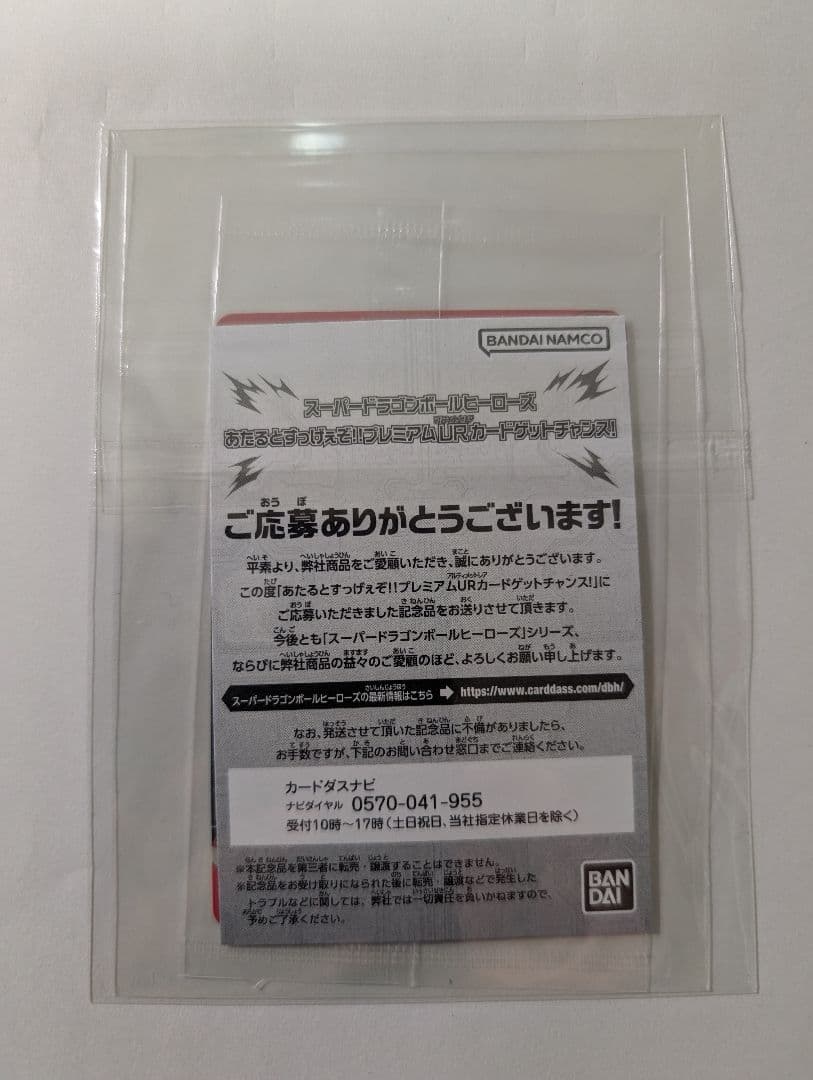 BANDAI NAMCO
スーパードラゴンボールヒーローズ
あたるとすっげぇぞ!!プレミアムURカードゲットチャンス!
ご応募ありがとうございます!
平素より、弊社商品をご愛顧いただき、誠にありがとうございます。
この度「あたるとすっげぇぞ!!プレミアムURカードゲットチャンス!」に
ご応募いただきました記念品をお送りさせて頂きます。
今後とも「スーパードラゴンボールヒーローズ」シリーズ、
ならびに弊社商品の益々のご愛顧のほど、よろしくお願い申し上げます。
スーパードラゴンボールヒーローズの最新情報はこちら ➡ https://www.carddass.com/dbh/
なお、発送させて頂いた記念品に不備がありましたら、
お手数ですが、下記のお問い合わせ窓口までご連絡ください。
カードダスナビ
ナビダイヤル 0570-041-955
受付10時～17時(土日祝日、当社指定休業日を除く)
※本記念品を第三者に転売・譲渡することはできません。
※記念品をお受け取りになられた後に転売・譲渡などで発生した
トラブルなどに関しては、弊社では一切責任を負いかねますので、
予めご了承ください。
BAN
DAI